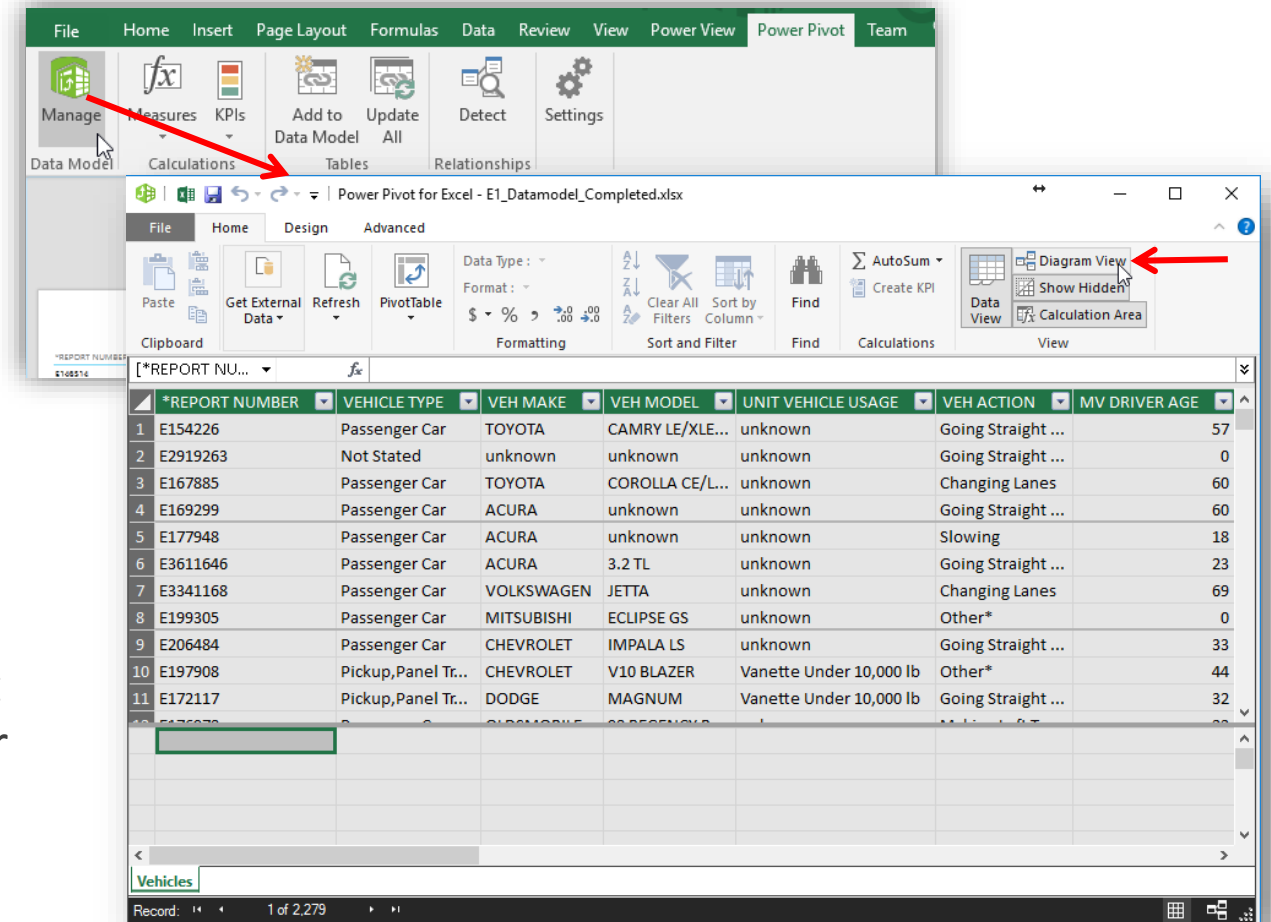 File Home Insert Page Layout Formulas Data Review View Power View Power Pivot Team
fx
Manage Measures KPIs Add to Data Model Update All Detect Settings
Data Model Calculations Tables Relationships
Power Pivot for Excel - E1_Datamodel_Completed.xlsx
File Home Design Advanced
Paste Get External Data Refresh PivotTable
Data Type :
Format :
$ % , .00 .00
Clear All Filters Sort by Column Find
AutoSum
Create KPI
Data View
Diagram View
Show Hidden
Calculation Area
Clipboard Formatting Sort and Filter Find Calculations View
*REPORT NUMBER
E148514
[*REPORT NU... fx
*REPORT NUMBER VEHICLE TYPE VEH MAKE VEH MODEL UNIT VEHICLE USAGE VEH ACTION MV DRIVER AGE
1 E154226 Passenger Car TOYOTA CAMRY LE/XLE... unknown Going Straight ... 57
2 E2919263 Not Stated unknown unknown unknown Going Straight ... 0
3 E167885 Passenger Car TOYOTA COROLLA CE/L... unknown Changing Lanes 60
4 E169299 Passenger Car ACURA unknown unknown Going Straight ... 60
5 E177948 Passenger Car ACURA unknown unknown Slowing 18
6 E3611646 Passenger Car ACURA 3.2 TL unknown Going Straight ... 23
7 E3341168 Passenger Car VOLKSWAGEN JETTA unknown Changing Lanes 69
8 E199305 Passenger Car MITSUBISHI ECLIPSE GS unknown Other* 0
9 E206484 Passenger Car CHEVROLET IMPALA LS unknown Going Straight ... 33
10 E197908 Pickup,Panel Tr... CHEVROLET V10 BLAZER Vanette Under 10,000 lb Other* 44
11 E172117 Pickup,Panel Tr... DODGE MAGNUM Vanette Under 10,000 lb Going Straight ... 32
Vehicles
Record: 1 of 2,279